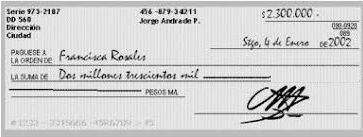 Serie 973-2187 456 -879-34211 $2.300.000.-
DD 568 Jorge Andrade P.
Dirección
Ciudad Stgo, 4 de Enero de 2002
PAGUESE A
LA ORDEN DE Francisca Rosales
LA SUMA DE Dos millones trescientos mil
PESOS M/L